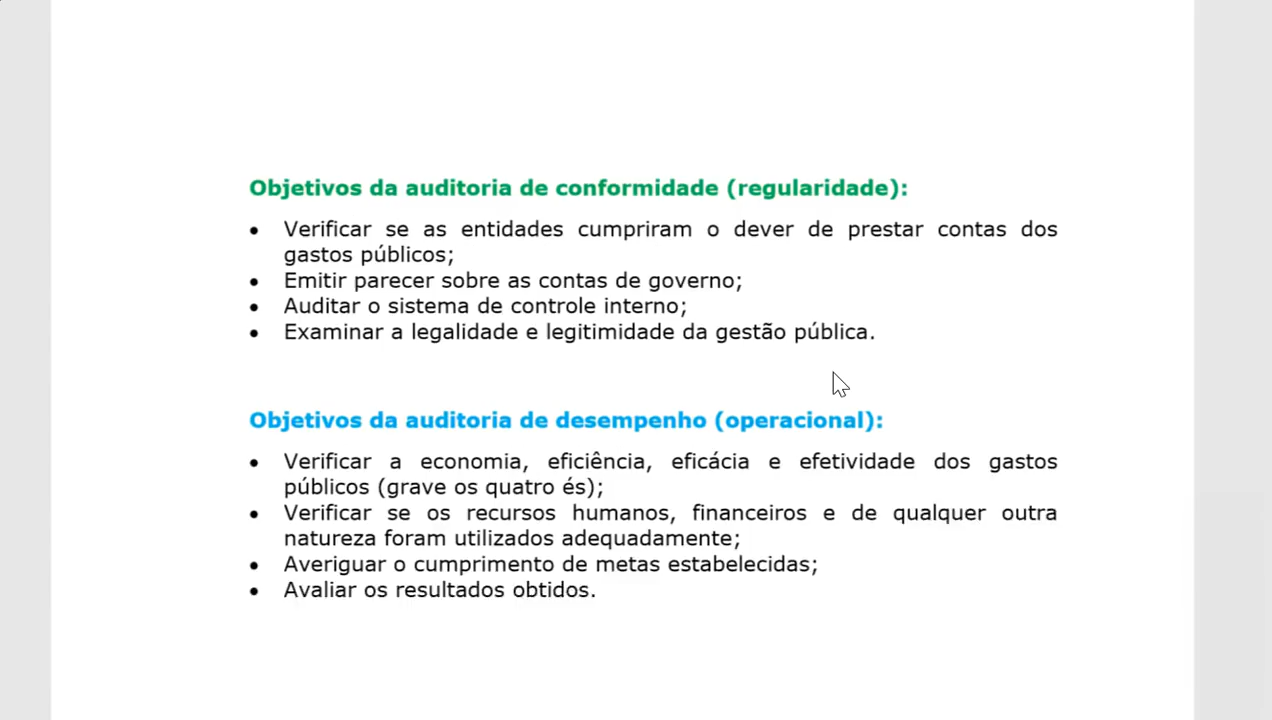 Objetivos da auditoria de conformidade (regularidade):
• Verificar se as entidades cumpriram o dever de prestar contas dos
gastos públicos;
• Emitir parecer sobre as contas de governo;
• Auditar o sistema de controle interno;
• Examinar a legalidade e legitimidade da gestão pública.
Objetivos da auditoria de desempenho (operacional):
• Verificar a economia, eficiência, eficácia e efetividade dos gastos
públicos (grave os quatro és);
• Verificar se os recursos humanos, financeiros e de qualquer outra
natureza foram utilizados adequadamente;
• Averiguar o cumprimento de metas estabelecidas;
• Avaliar os resultados obtidos.